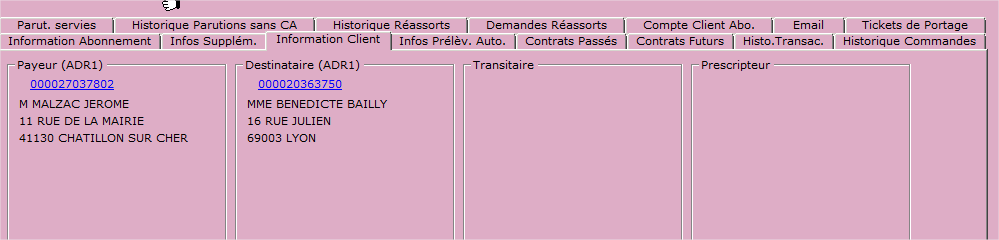 Parut. servies Historique Parutions sans CA Historique Réassorts Demandes Réassorts Compte Client Abo. Email Tickets de Portage
Information Abonnement Infos Supplém. Information Client Infos Prélèv. Auto. Contrats Passés Contrats Futurs Histo.Transac. Historique Commandes
Payeur (ADR1)
000027037802
M MALZAC JEROME
11 RUE DE LA MAIRIE
41130 CHATILLON SUR CHER
Destinataire (ADR1)
000020363750
MME BENEDICTE BAILLY
16 RUE JULIEN
69003 LYON
Transitaire
Prescripteur